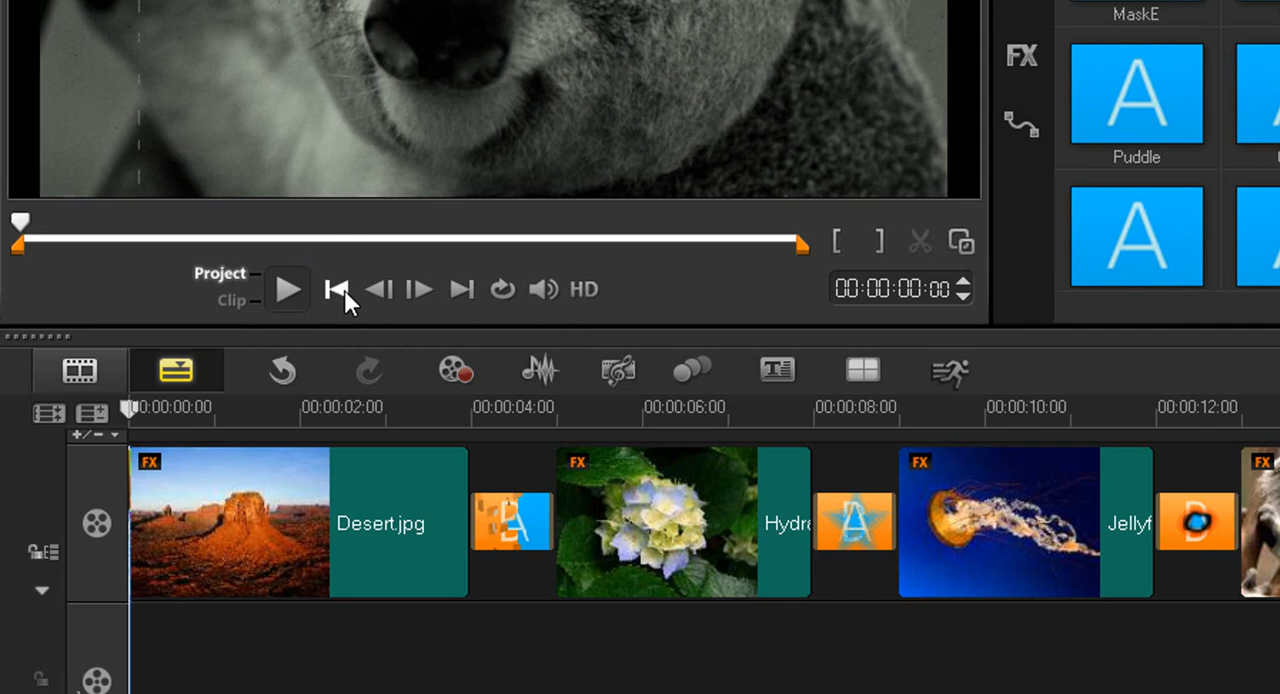 MaskE
FX
A
Puddle
A
[ ]
Project
Clip
HD
00:00:00:00
00:00:00:00
00:00:02:00
00:00:04:00
00:00:06:00
00:00:08:00
00:00:10:00
00:00:12:00
+/-
FX
FX
FX
FX
Desert.jpg
A
Hydr
A
Jellyf
D